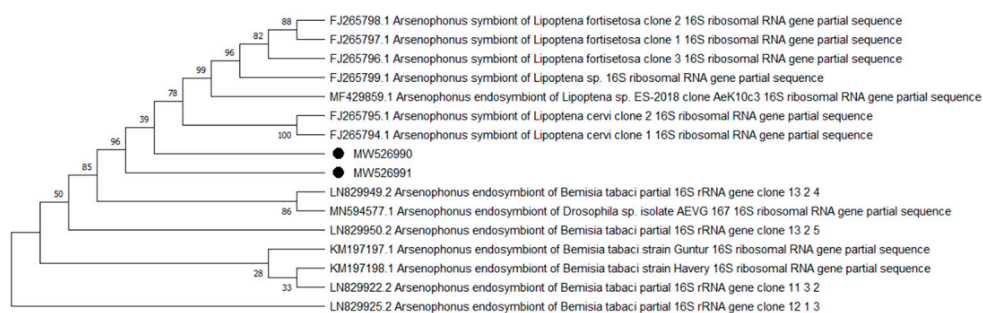 88 FJ265798.1 Arsenophonus symbiont of Lipoptena fortisetosa clone 2 16S ribosomal RNA gene partial sequence
82 FJ265797.1 Arsenophonus symbiont of Lipoptena fortisetosa clone 1 16S ribosomal RNA gene partial sequence
96 FJ265796.1 Arsenophonus symbiont of Lipoptena fortisetosa clone 3 16S ribosomal RNA gene partial sequence
99 FJ265799.1 Arsenophonus symbiont of Lipoptena sp. 16S ribosomal RNA gene partial sequence
78 MF429859.1 Arsenophonus endosymbiont of Lipoptena sp. ES-2018 clone AeK10c3 16S ribosomal RNA gene partial sequence
39 FJ265795.1 Arsenophonus symbiont of Lipoptena cervi clone 2 16S ribosomal RNA gene partial sequence
100 FJ265794.1 Arsenophonus symbiont of Lipoptena cervi clone 1 16S ribosomal RNA gene partial sequence
96 MW526990
85 MW526991
50 LN829949.2 Arsenophonus endosymbiont of Bemisia tabaci partial 16S rRNA gene clone 13 2 4
86 MN594577.1 Arsenophonus endosymbiont of Drosophila sp. isolate AEVG 167 16S ribosomal RNA gene partial sequence
LN829950.2 Arsenophonus endosymbiont of Bemisia tabaci partial 16S rRNA gene clone 13 2 5
KM197197.1 Arsenophonus endosymbiont of Bemisia tabaci strain Guntur 16S ribosomal RNA gene partial sequence
28 KM197198.1 Arsenophonus endosymbiont of Bemisia tabaci strain Havery 16S ribosomal RNA gene partial sequence
33 LN829922.2 Arsenophonus endosymbiont of Bemisia tabaci partial 16S rRNA gene clone 11 3 2
LN829925.2 Arsenophonus endosymbiont of Bemisia tabaci partial 16S rRNA gene clone 12 1 3